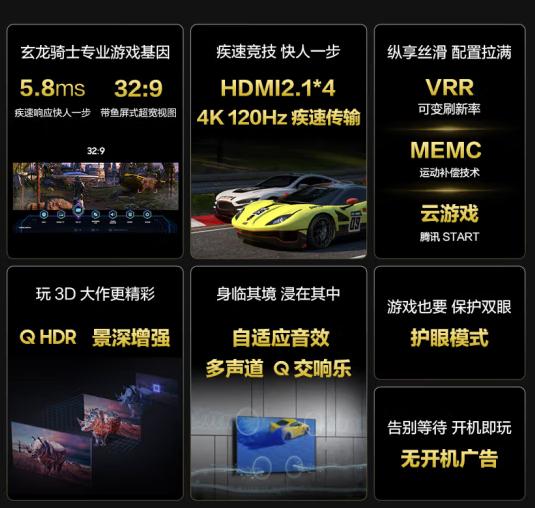 玄龙骑士专业游戏基因
5.8ms 32:9
疾速响应快人一步 带鱼屏式超宽视图
32:9
疾速竞技 快人一步
HDMI2.1*4
4K 120Hz 疾速传输
09
纵享丝滑 配置拉满
VRR
可变刷新率
MEMC
运动补偿技术
云游戏
腾讯 START
玩 3D 大作更精彩
Q HDR 景深增强
身临其境 浸在其中
自适应音效
多声道 Q 交响乐
游戏也要 保护双眼
护眼模式
告别等待 开机即玩
无开机广告